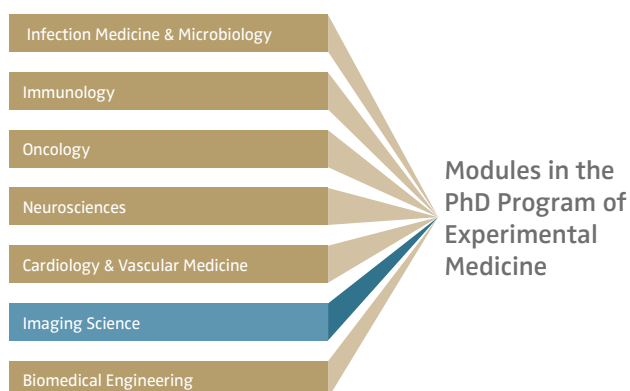 Infection Medicine & Microbiology
Immunology
Oncology
Neurosciences
Cardiology & Vascular Medicine
Imaging Science
Biomedical Engineering
Modules in the
PhD Program of
Experimental
Medicine